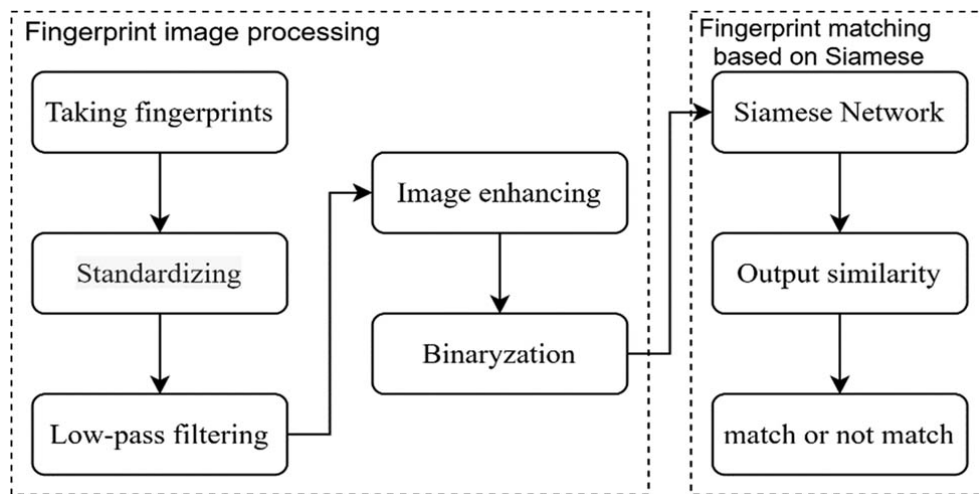 Fingerprint image processing
Taking fingerprints
Standardizing
Low-pass filtering
Image enhancing
Binaryzation
Fingerprint matching
based on Siamese
Siamese Network
Output similarity
match or not match